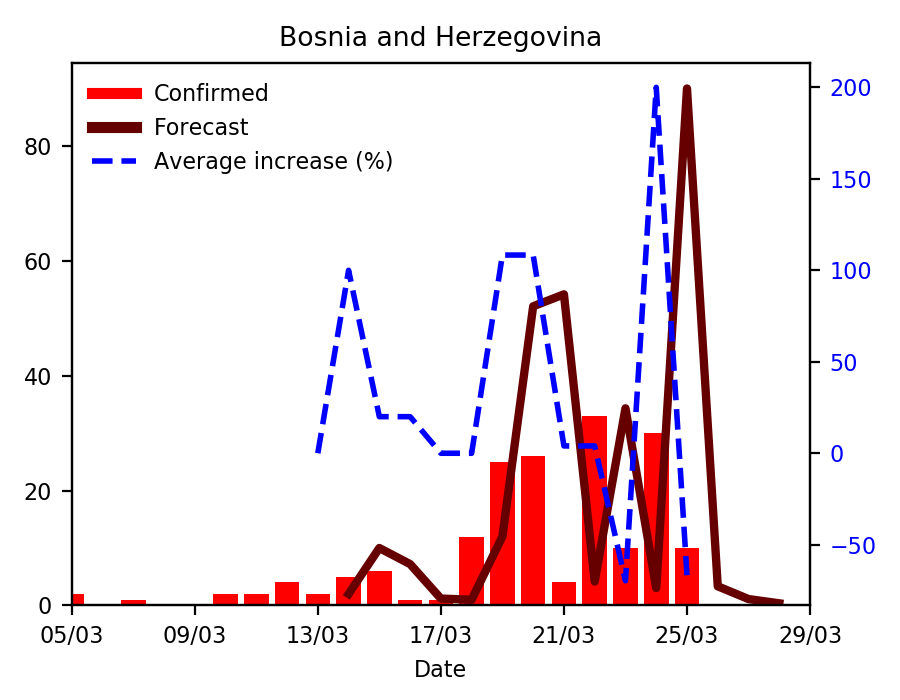 Bosnia and Herzegovina
Confirmed
Forecast
Average increase (%)
80
60
40
20
0
200
150
100
50
0
−50
05/03 09/03 13/03 17/03 21/03 25/03 29/03
Date